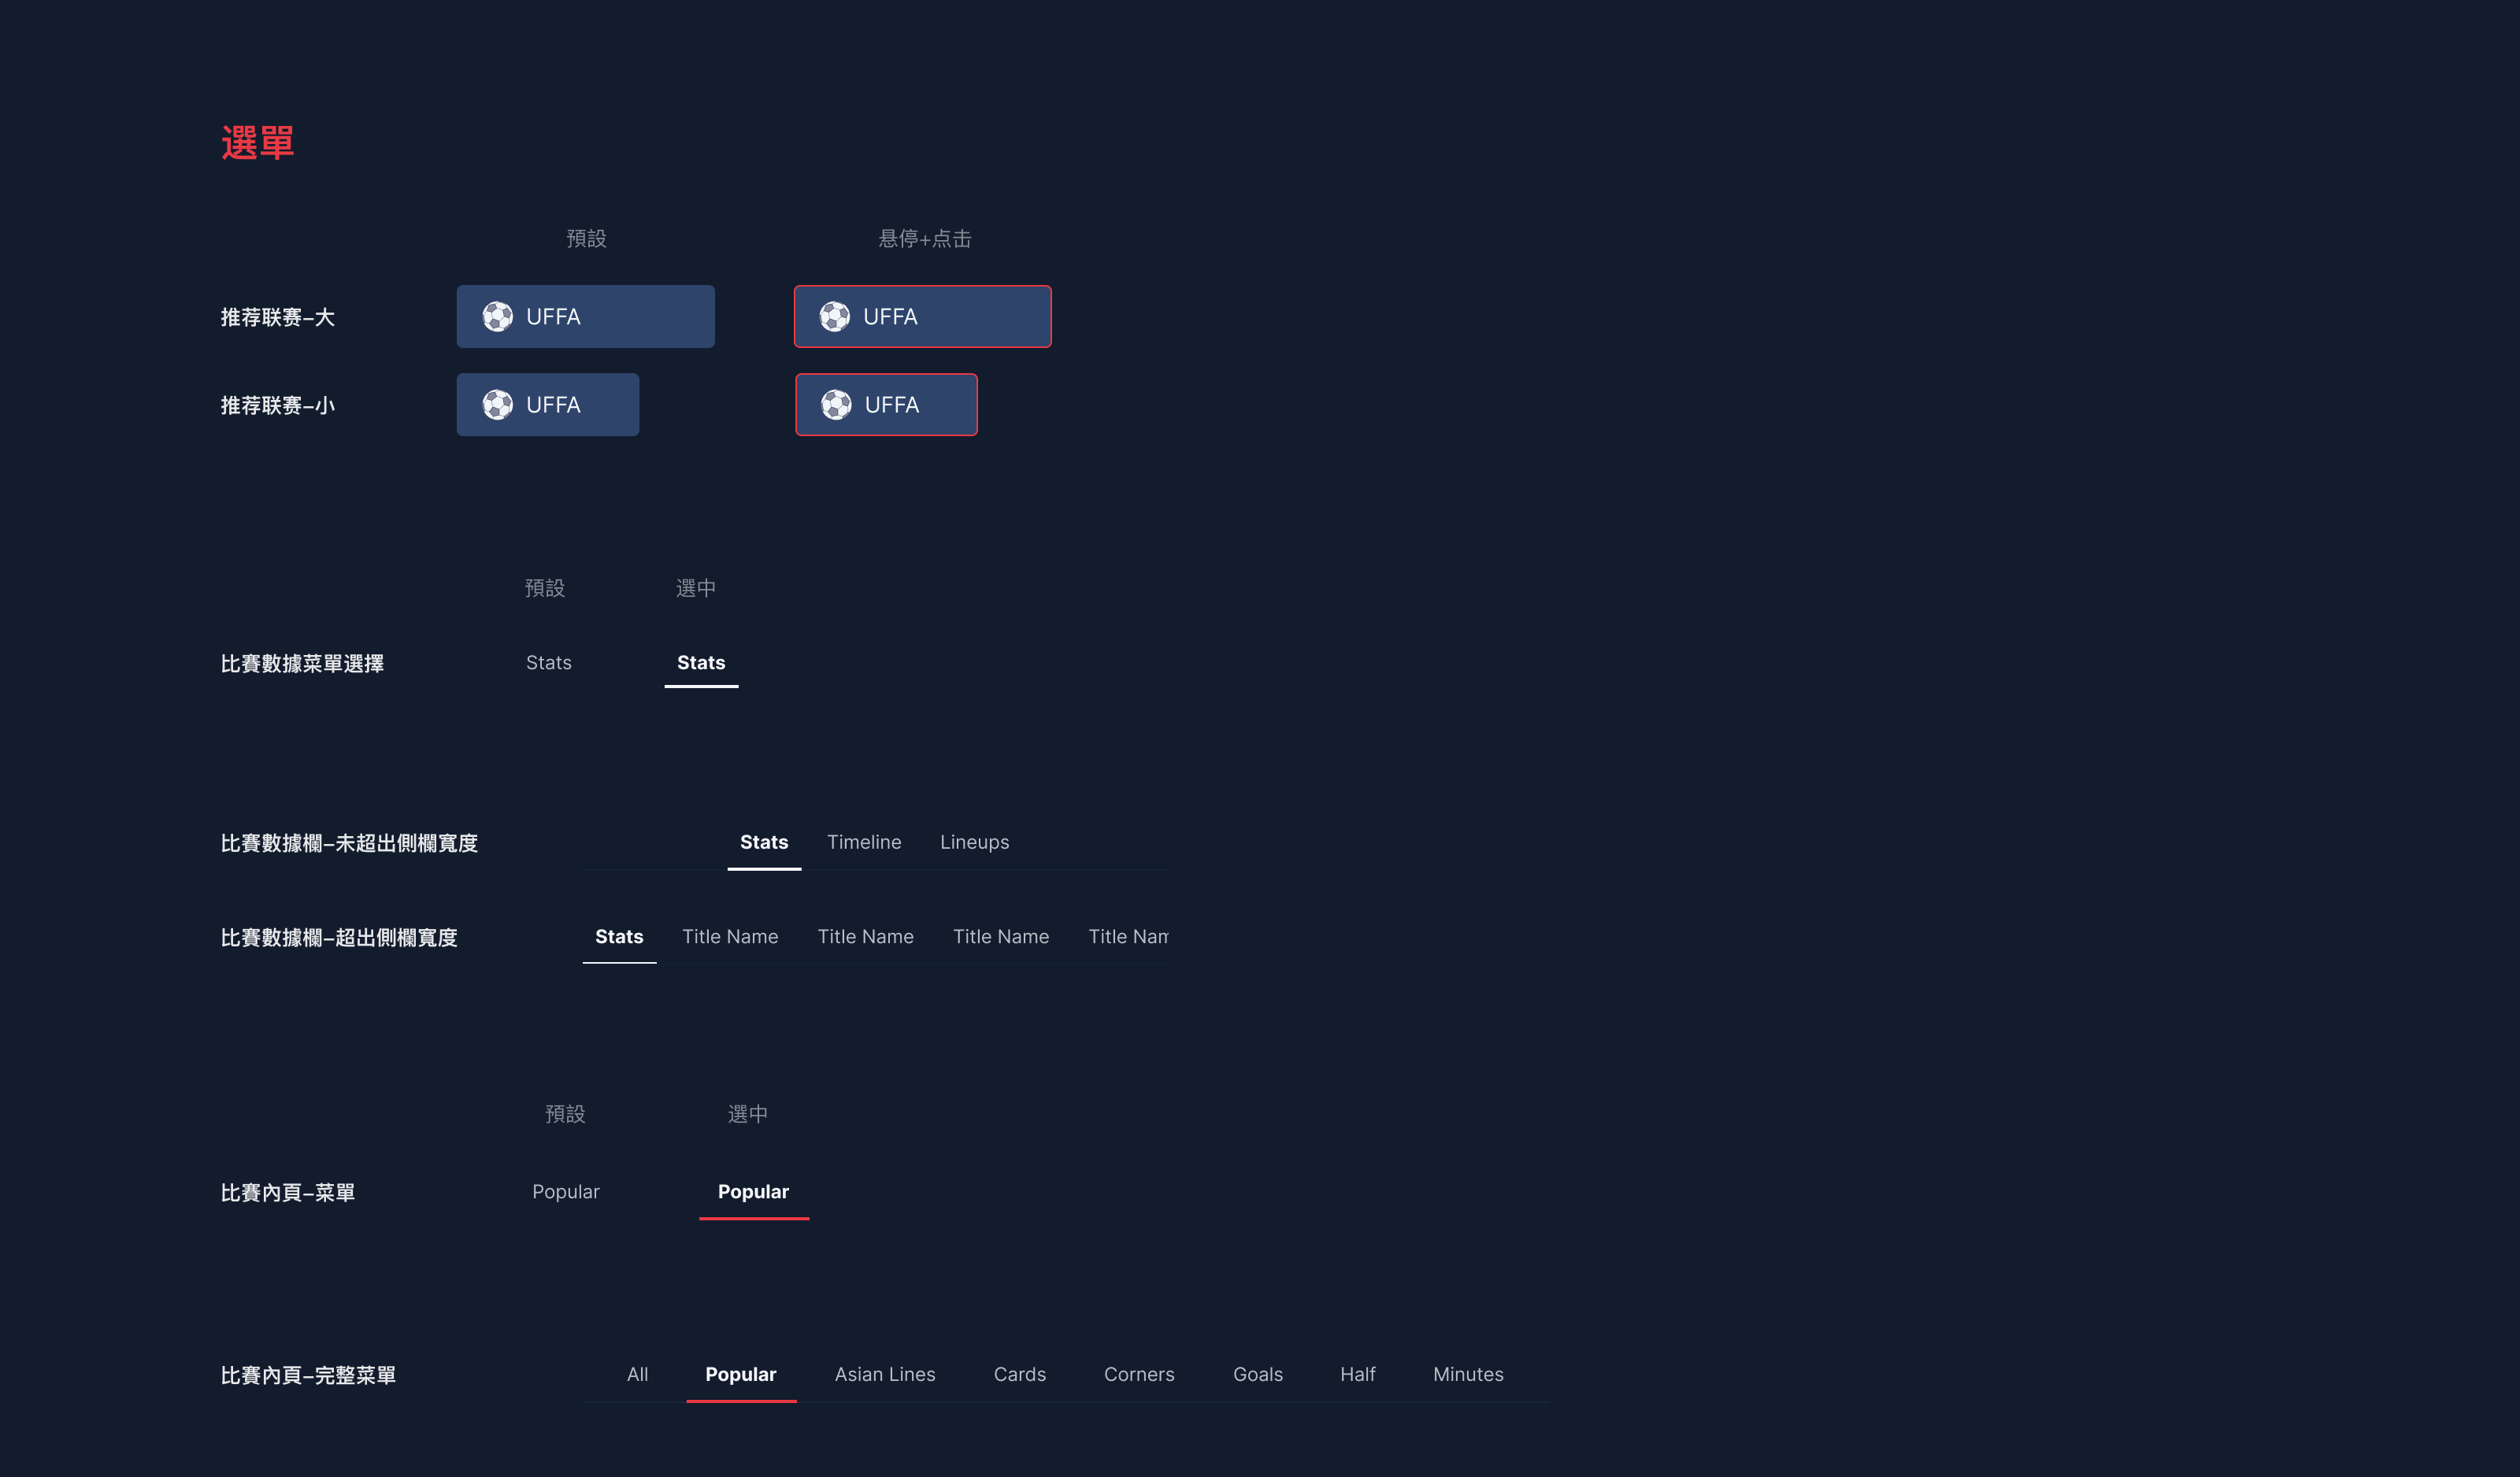 選單
預設 悬停+点击
推荐联赛-大 UFFA UFFA
推荐联赛-小 UFFA UFFA
預設 選中
比賽數據菜單選擇 Stats Stats
比賽數據欄-未超出側欄寬度 Stats Timeline Lineups
比賽數據欄-超出側欄寬度 Stats Title Name Title Name Title Name Title Nam
預設 選中
比賽內頁-菜單 Popular Popular
比賽內頁-完整菜單 All Popular Asian Lines Cards Corners Goals Half Minutes